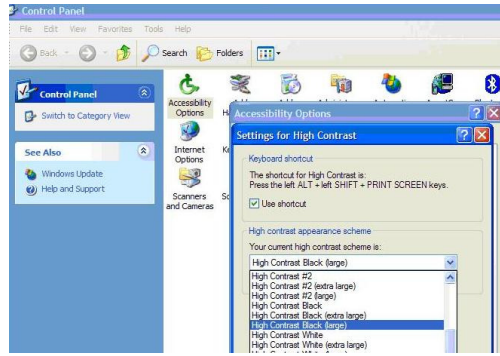 Control Panel
File Edit View Favorites Tools Help
Back Search Folders
Control Panel
Switch to Category View
See Also
Windows Update
Help and Support
Accessibility
Options
Internet
Options
Scanners
and Cameras
Accessibility Options
Settings for High Contrast
Keyboard shortcut
The shortcut for High Contrast is:
Press the left ALT + left SHIFT + PRINT SCREEN keys.
Use shortcut
High contrast appearance scheme
Your current high contrast scheme is:
High Contrast Black (large)
High Contrast #2
High Contrast #2 (extra large)
High Contrast #2 (large)
High Contrast Black
High Contrast Black (extra large)
High Contrast Black (large)
High Contrast White
High Contrast White (extra large)